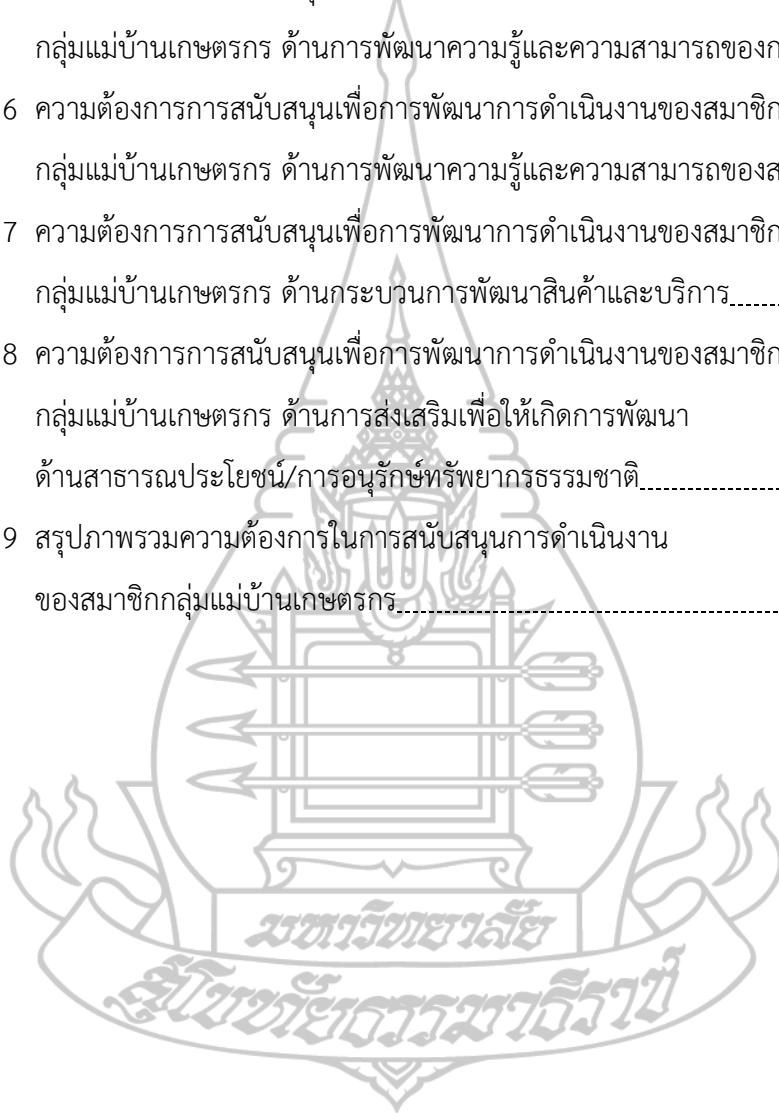 กลุ่มแม่บ้านเกษตรกร ด้านการพัฒนาความรู้และความสามารถของก
6 ความต้องการการสนับสนุนเพื่อการพัฒนาการดำเนินงานของสมาชิก
กลุ่มแม่บ้านเกษตรกร ด้านการพัฒนาความรู้และความสามารถของส
7 ความต้องการการสนับสนุนเพื่อการพัฒนาการดำเนินงานของสมาชิก
กลุ่มแม่บ้านเกษตรกร ด้านกระบวนการพัฒนาสินค้าและบริการ
8 ความต้องการการสนับสนุนเพื่อการพัฒนาการดำเนินงานของสมาชิก
กลุ่มแม่บ้านเกษตรกร ด้านการส่งเสริมเพื่อให้เกิดการพัฒนา
ด้านสาธารณประโยชน์/การอนุรักษ์ทรัพยากรธรรมชาติ
9 สรุปภาพรวมความต้องการในการสนับสนุนการดำเนินงาน
ของสมาชิกกลุ่มแม่บ้านเกษตรกร
มหาวิทยาลัย
สุโขทัยธรรมาธิราช